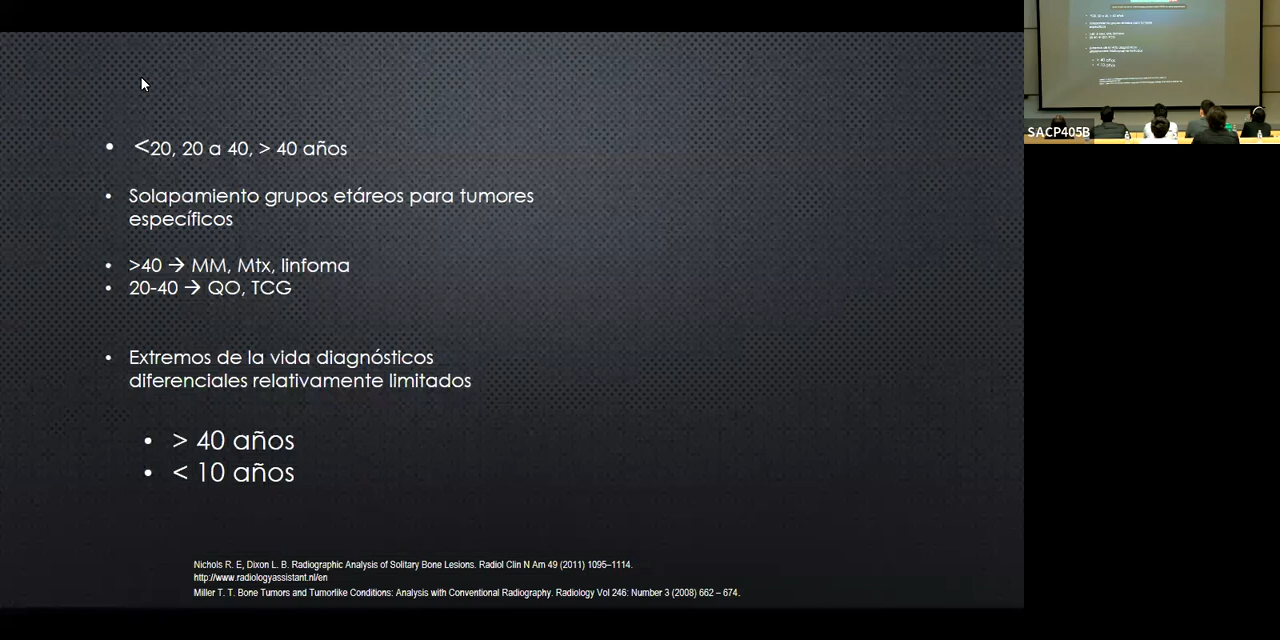 <20, 20 a 40, > 40 años
Solapamiento grupos etáreos para tumores
específicos
>40 → MM, Mtx, linfoma
20-40 → QO, TCG
Extremos de la vida diagnósticos
diferenciales relativamente limitados
> 40 años
< 10 años
Nichols R. E, Dixon L. B. Radiographic Analysis of Solitary Bone Lesions. Radiol Clin N Am 49 (2011) 1095–1114.
http://www.radiologyassistant.nl/en
Miller T. T. Bone Tumors and Tumorlike Conditions: Analysis with Conventional Radiography. Radiology Vol 246: Number 3 (2008) 662 – 674.
SACP405B